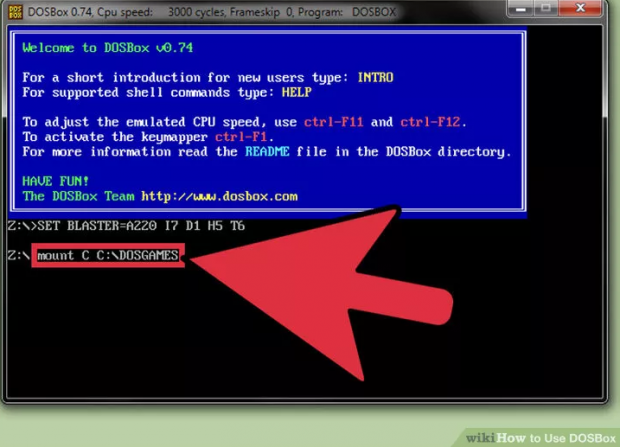 DOS
BOX
DOSBox 0.74, Cpu speed: 3000 cycles, Frameskip 0, Program: DOSBOX
Welcome to DOSBox v0.74
For a short introduction for new users type: INTRO
For supported shell commands type: HELP
To adjust the emulated CPU speed, use ctrl-F11 and ctrl-F12.
To activate the keymapper ctrl-F1.
For more information read the README file in the DOSBox directory.
HAVE FUN!
The DOSBox Team http://www.dosbox.com
Z:\>SET BLASTER=A220 I7 D1 H5 T6
Z:\ mount C C:\DOSGAMES
wikiHow to Use DOSBox